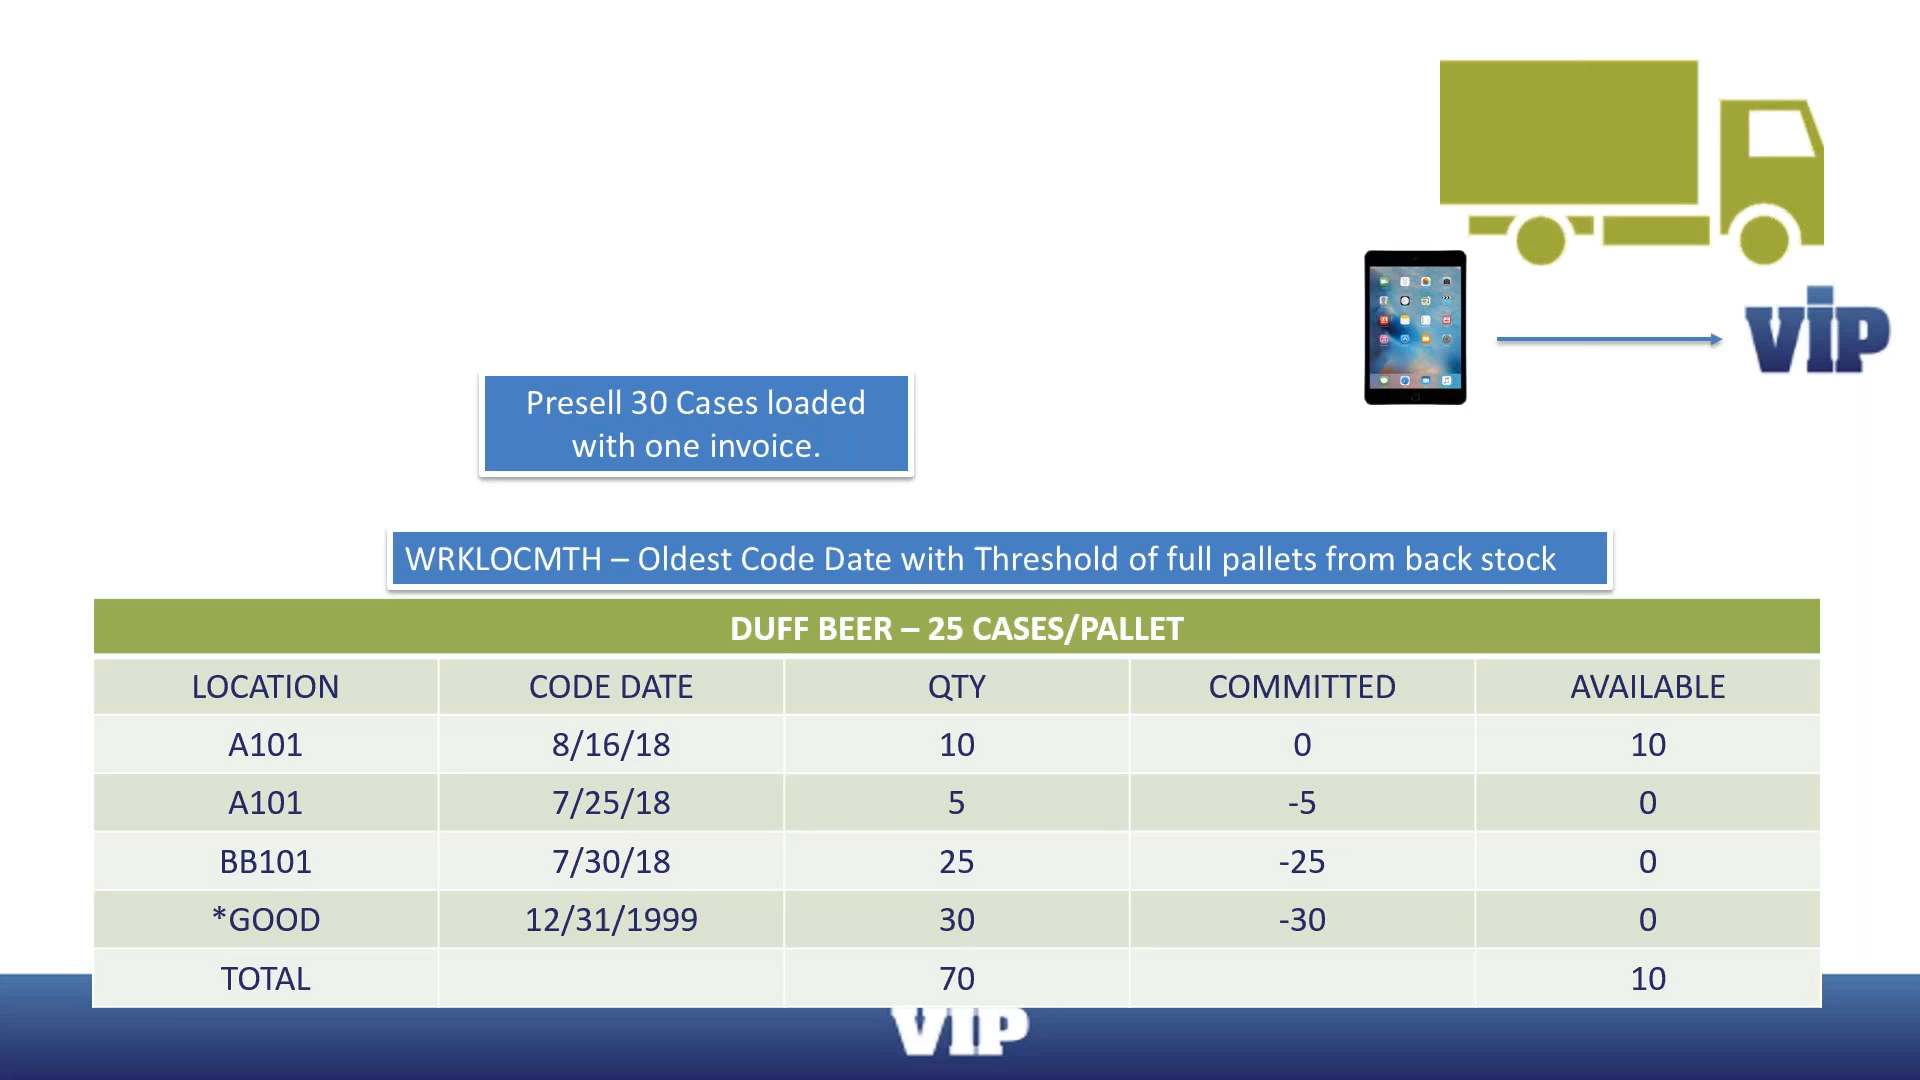 VIP
Presell 30 Cases loaded
with one invoice.
WRKLOCMTH – Oldest Code Date with Threshold of full pallets from back stock
DUFF BEER – 25 CASES/PALLET
LOCATION CODE DATE QTY COMMITTED AVAILABLE
A101 8/16/18 10 0 10
A101 7/25/18 5 -5 0
BB101 7/30/18 25 -25 0
*GOOD 12/31/1999 30 -30 0
TOTAL 70 10
VIP